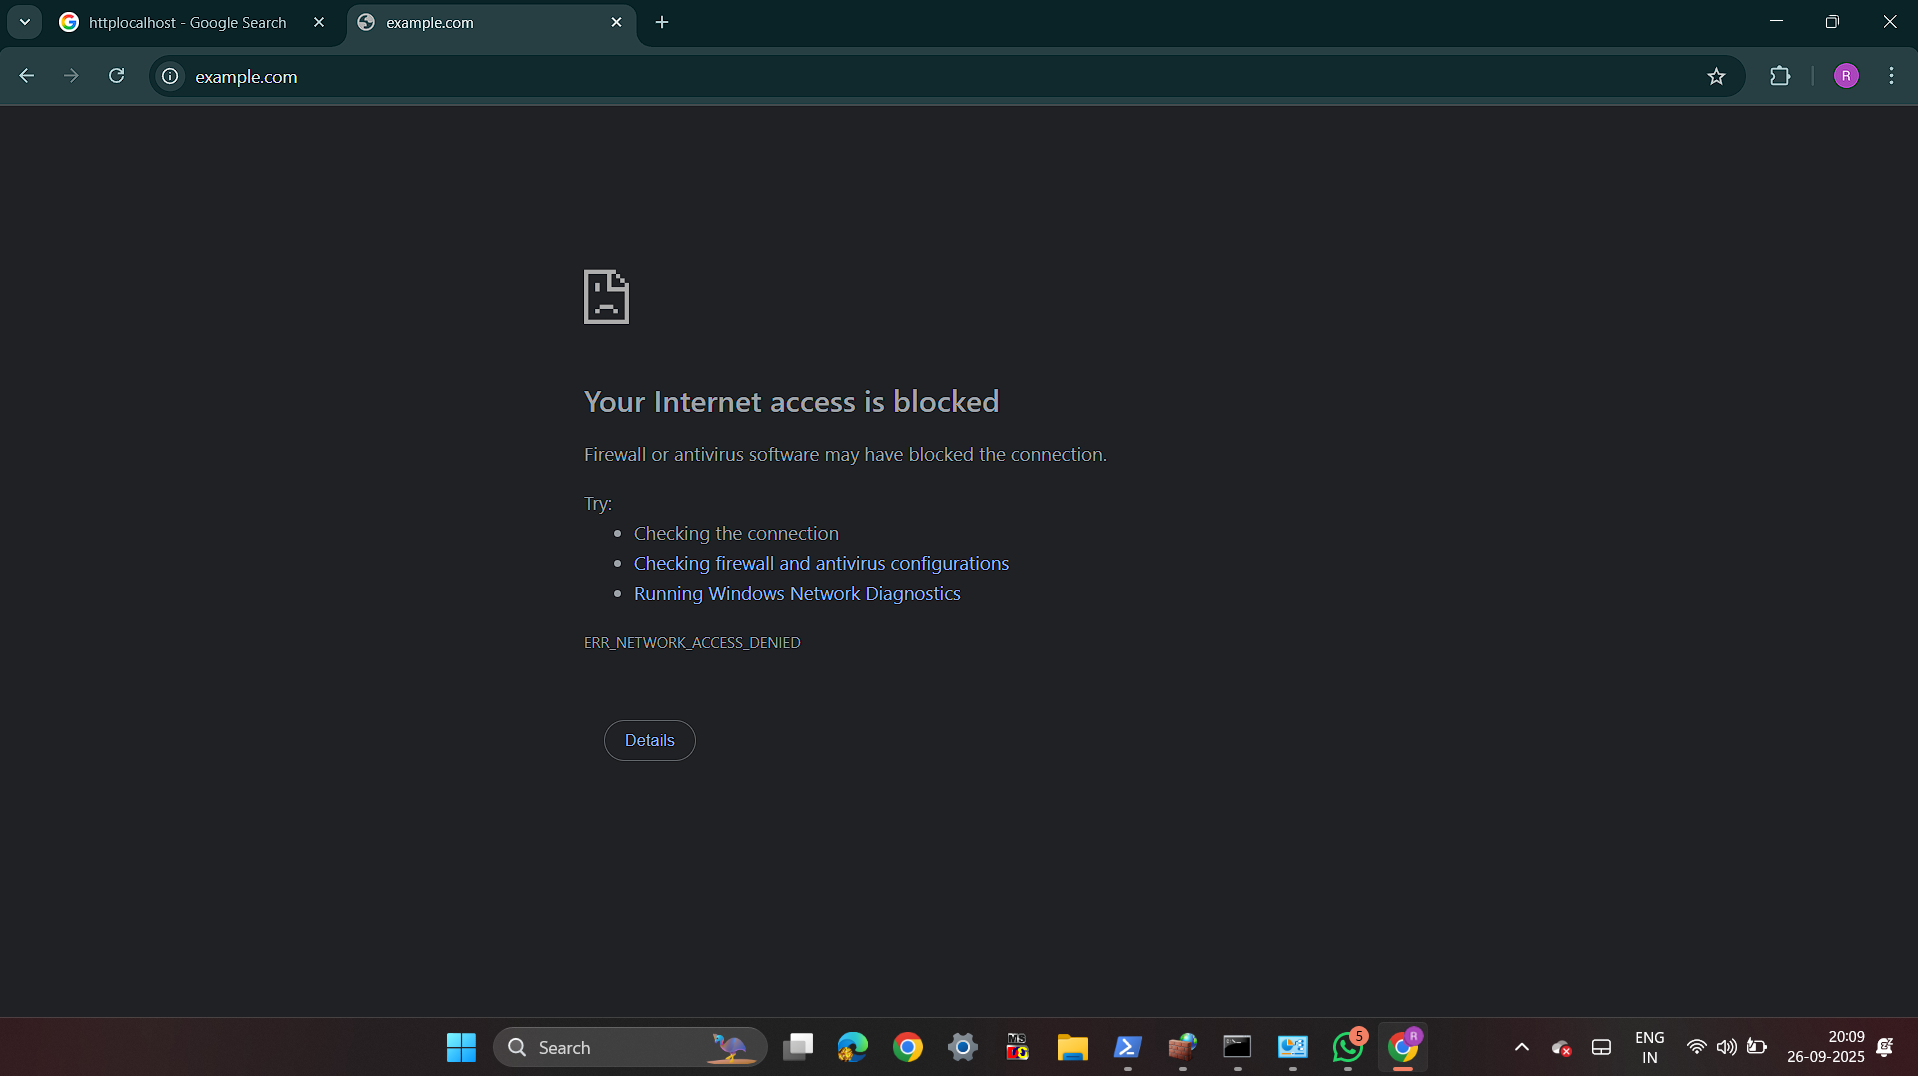 httplocalhost - Google Search
example.com
example.com
R
Your Internet access is blocked
Firewall or antivirus software may have blocked the connection.
Try:
• Checking the connection
• Checking firewall and antivirus configurations
• Running Windows Network Diagnostics
ERR_NETWORK_ACCESS_DENIED
Details
Search
5
R
ENG
IN
20:09
26-09-2025